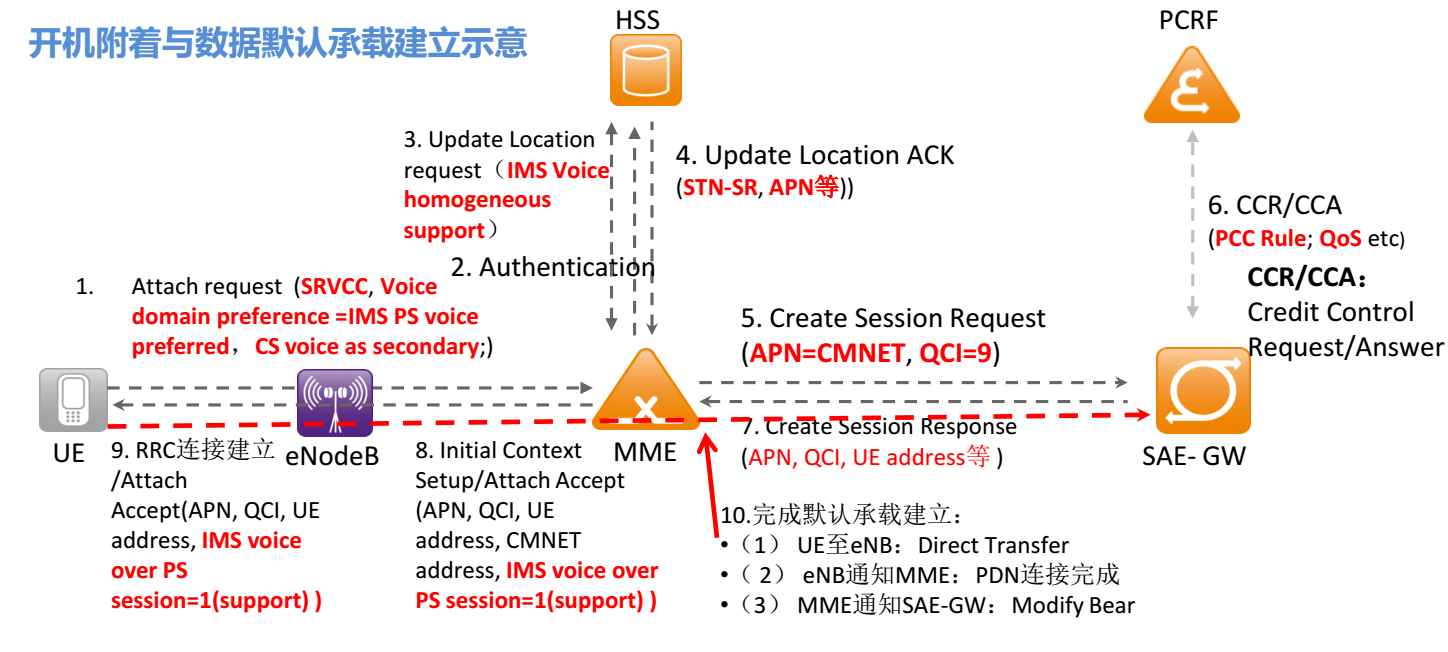 开机附着与数据默认承载建立示意
HSS
PCRF
3. Update Location
request（IMS Voice
homogeneous
support）
4. Update Location ACK
(STN-SR, APN等))
6. CCR/CCA
(PCC Rule; QoS etc)
CCR/CCA：
Credit Control
Request/Answer
2. Authentication
1. Attach request (SRVCC, Voice
domain preference =IMS PS voice
preferred，CS voice as secondary;)
5. Create Session Request
(APN=CMNET, QCI=9)
UE
eNodeB
MME
SAE- GW
7. Create Session Response
(APN, QCI, UE address等 )
9. RRC连接建立
/Attach
Accept(APN, QCI, UE
address, IMS voice
over PS
session=1(support) )
8. Initial Context
Setup/Attach Accept
(APN, QCI, UE
address, CMNET
address, IMS voice over
PS session=1(support) )
10.完成默认承载建立：
•（1） UE至eNB：Direct Transfer
•（ 2） eNB通知MME：PDN连接完成
•（3） MME通知SAE-GW：Modify Bear